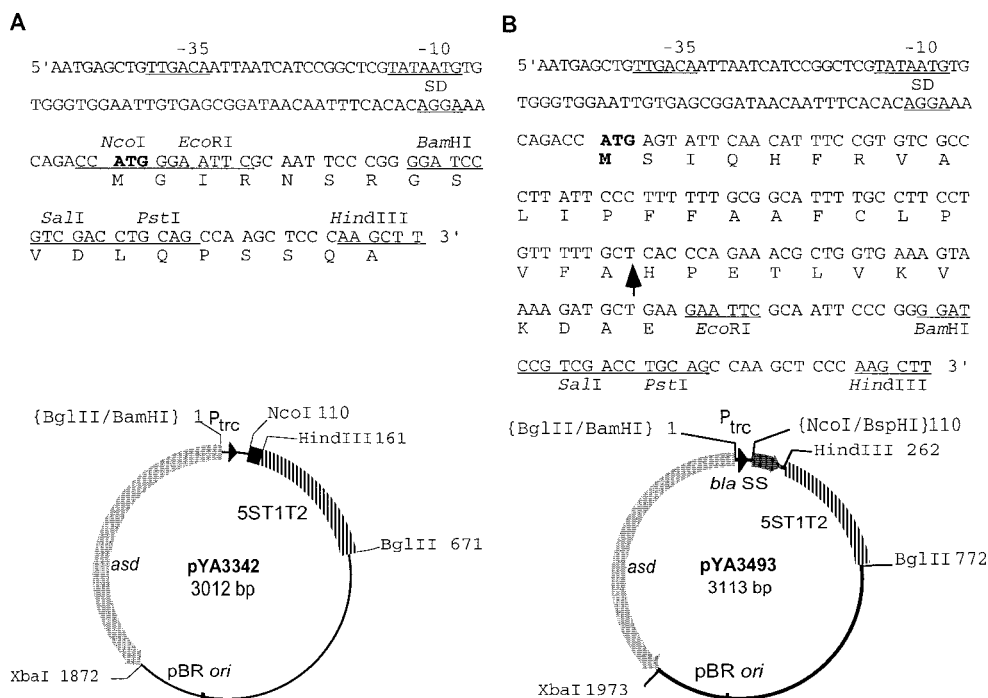 A
-35 -10
5'AATGAGCTGTTGACAATTAATCATCCGGCTCGTATAATGTG
SD
TGGGTGGAATTGTGAGCGGATAACAATTTCACACAGGAAA
NcoI EcoRI BamHI
CAGACC ATG GGA ATT CGC AAT TCC CGG GGA TCC
M G I R N S R G S
SalI PstI HindIII
GTC GAC CTG CAG CCA AGC TCC CAA GCT T 3'
V D L Q P S S Q A
{BglII/BamHI} 1
Ptrc
NcoI 110
HindIII 161
5ST1T2
BglII 671
asd
pYA3342
3012 bp
pBR ori
XbaI 1872
B
-35 -10
5'AATGAGCTGTTGACAATTAATCATCCGGCTCGTATAATGTG
SD
TGGGTGGAATTGTGAGCGGATAACAATTTCACACAGGAAA
CAGACC ATG AGT ATT CAA CAT TTC CGT GTC GCC
M S I Q H F R V A
CTT ATT CCC TTT TTT GCG GCA TTT TGC CTT CCT
L I P F F A A F C L P
GTT TTT GCT CAC CCA GAA ACG CTG GTG AAA GTA
V F A H P E T L V K V
AAA GAT GCT GAA GAA TTC GCA ATT CCC GGG GAT
K D A E EcoRI BamHI
CCG TCG ACC TGC AGC CAA GCT CCC AAG CTT 3'
SalI PstI HindIII
{BglII/BamHI} 1
Ptrc
{NcoI/BspHI}110
HindIII 262
bla SS
5ST1T2
BglII 772
asd
pYA3493
3113 bp
pBR ori
XbaI 1973